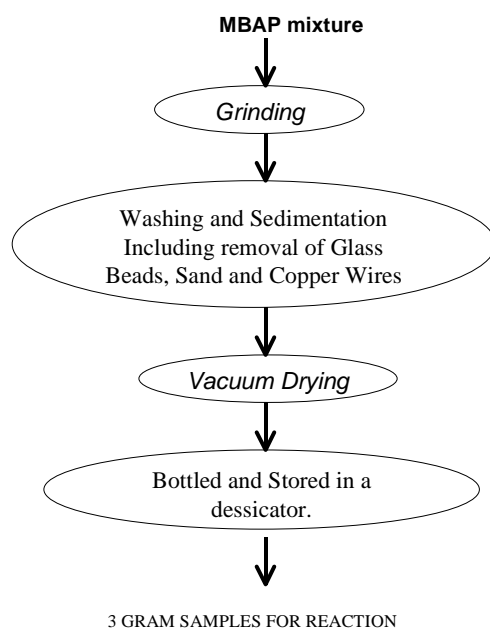 MBAP mixture
Grinding
Washing and Sedimentation
Including removal of Glass
Beads, Sand and Copper Wires
Vacuum Drying
Bottled and Stored in a
dessicator.
3 GRAM SAMPLES FOR REACTION